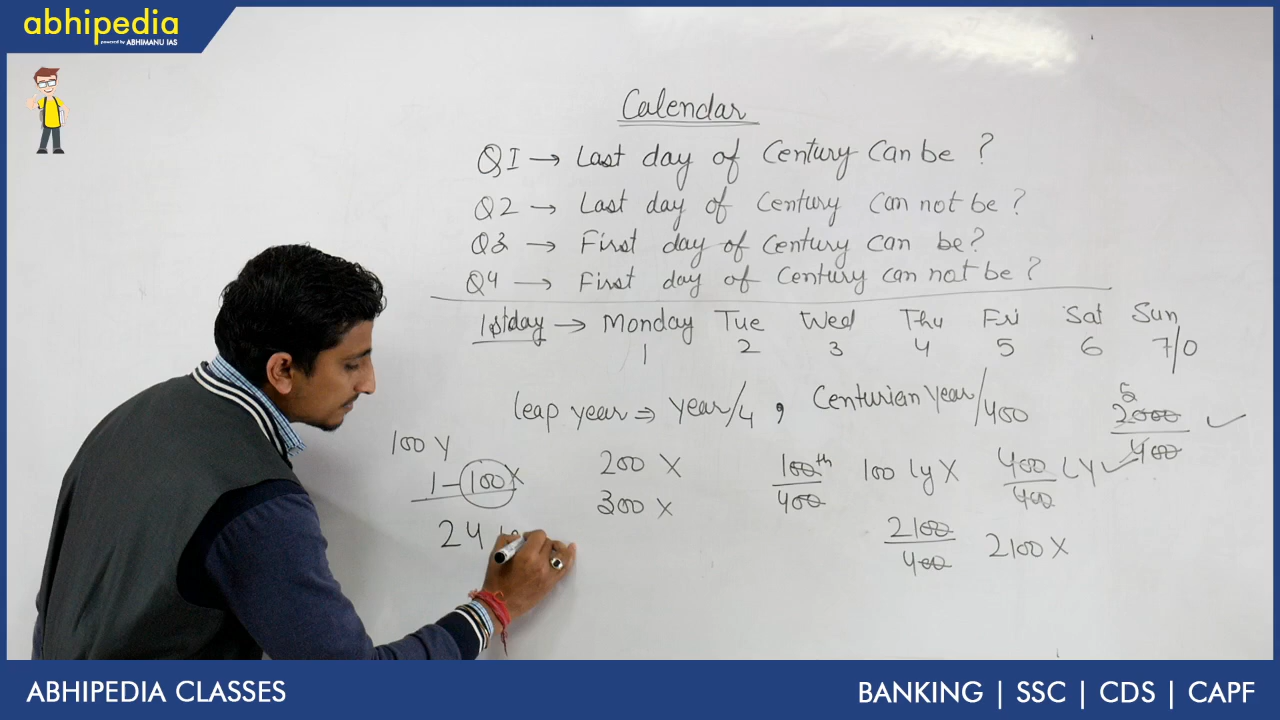 abhipedia
powered by ABHIMANU IAS
Calendar
Q1 → Last day of Century Can be ?
Q2 → Last day of Century Can not be ?
Q3 → First day of Century Can be ?
Q4 → First day of Century can not be ?
1st day → Monday Tue Wed Thu Fri Sat Sun
1 2 3 4 5 6 7/0
leap year ⇒ year/4 , Centurian year/400
5
2000/400 ✓
100 Y
1-100 X
24
200 X
300 X
100th/400 100 LY X 400/400 LY ✓
2100/400 2100 X
ABHIPEDIA CLASSES
BANKING | SSC | CDS | CAPF